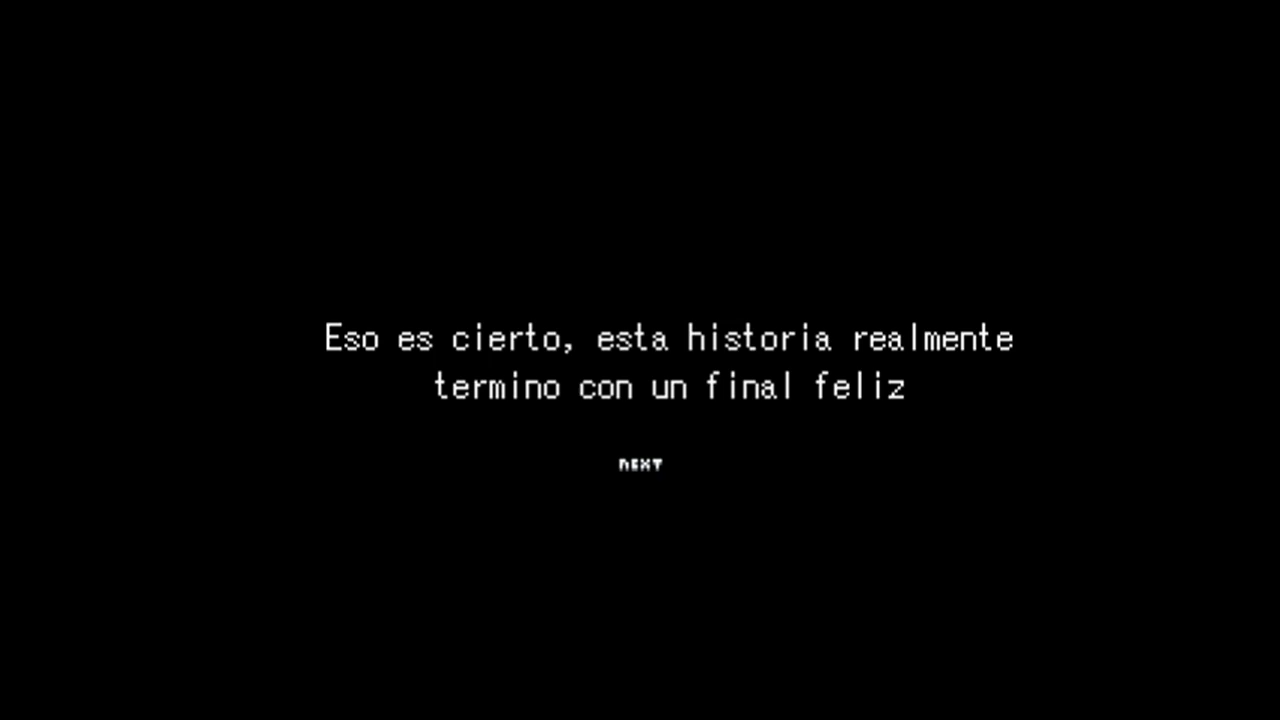 Eso es cierto, esta historia realmente
termino con un final feliz
NEXT